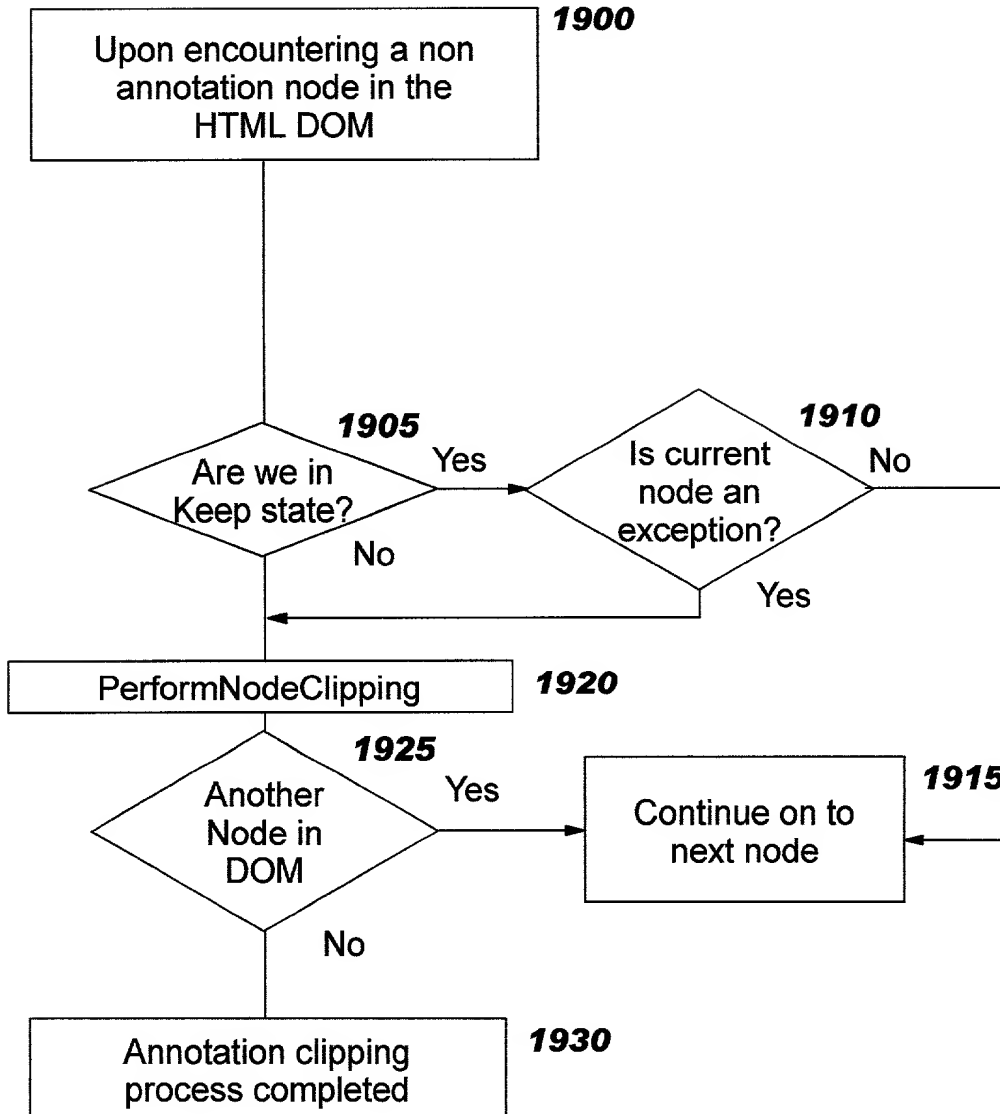 1900
Upon encountering a non
annotation node in the
HTML DOM
1905
Are we in
Keep state?
Yes
No
1910
Is current
node an
exception?
No
Yes
PerformNodeClipping
1920
1925
Another
Node in
DOM
Yes
No
1915
Continue on to
next node
1930
Annotation clipping
process completed